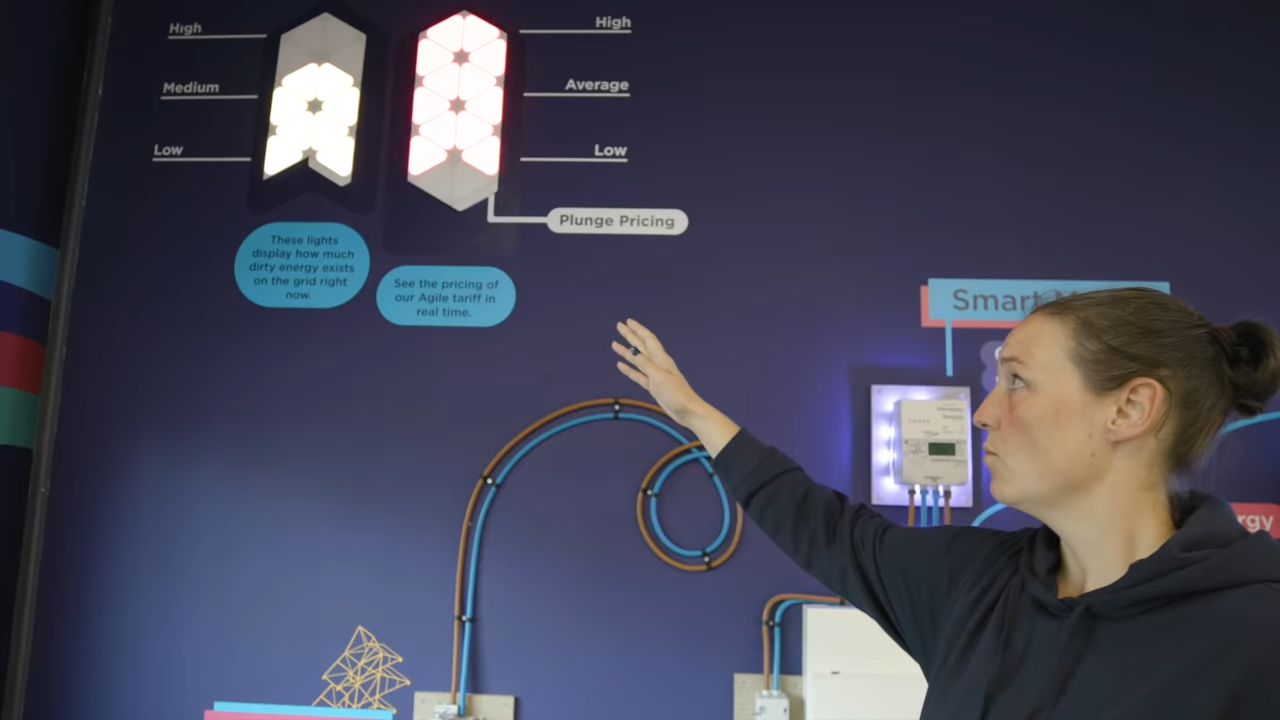 High
Medium
Low
High
Average
Low
Plunge Pricing
These lights
display how much
dirty energy exists
on the grid right
now.
See the pricing of
our Agile tariff in
real time.
Smart